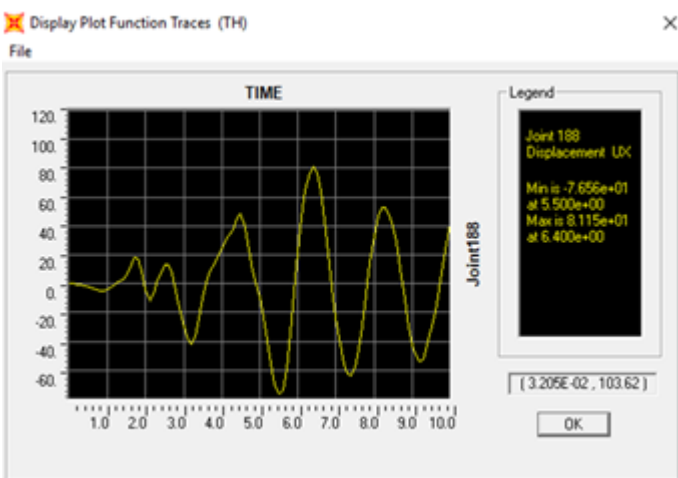 Display Plot Function Traces (TH)
File
TIME
Legend
120.
100.
80.
60.
40.
20.
0.
-20.
-40.
-60.
1.0 2.0 3.0 4.0 5.0 6.0 7.0 8.0 9.0 10.0
Joint188
Joint 188
Displacement UX
Min is -7.656e+01
at 5.500e+00
Max is 8.115e+01
at 6.400e+00
( 3.205E-02 , 103.62 )
OK